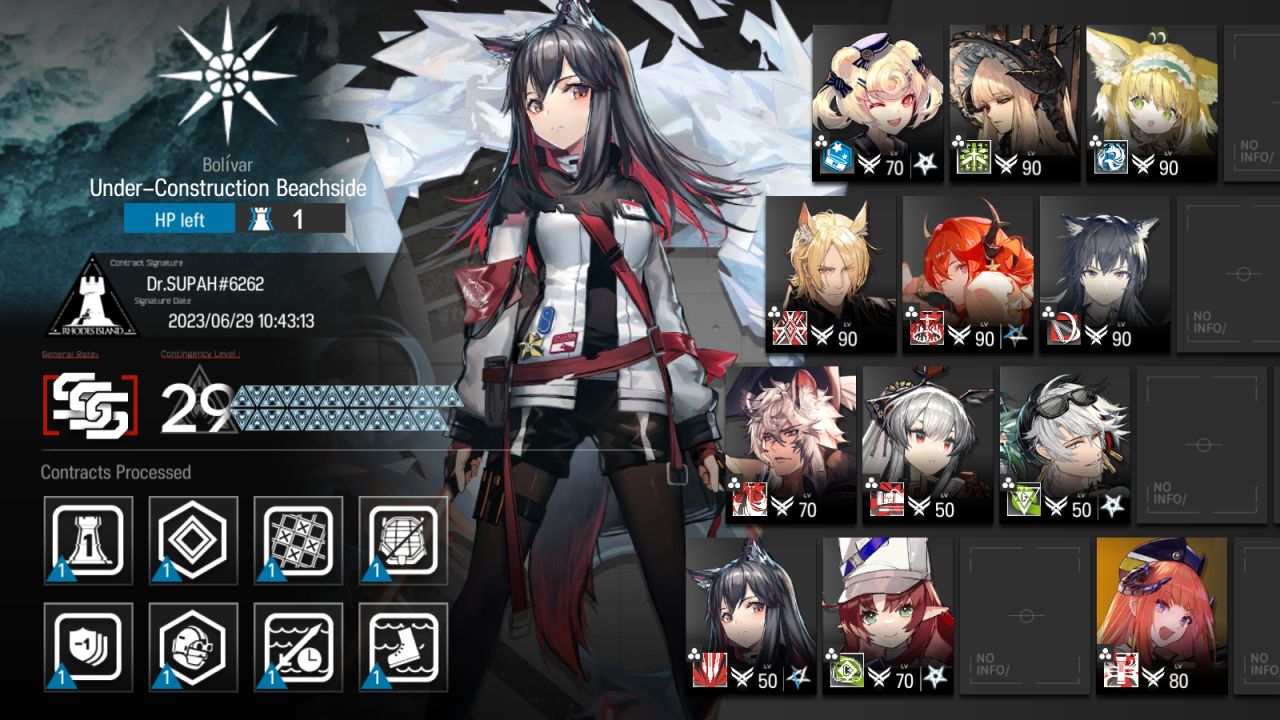 Bolívar
Under-Construction Beachside
HP left 1
Contract Signature
Dr.SUPAH#6262
Signature Date
2023/06/29 10:43:13
RHODES ISLAND
General Rate:
Contingency Level:
29
Contracts Processed
1
1 1 1 1
1 1 1 1
LV 70
LV 90
LV 90
NO INFO/
LV 90
LV 90
LV 90
NO INFO/
LV 70
LV 50
LV 50
NO INFO/
LV 50
LV 70
NO INFO/
LV 80
NO INFO/